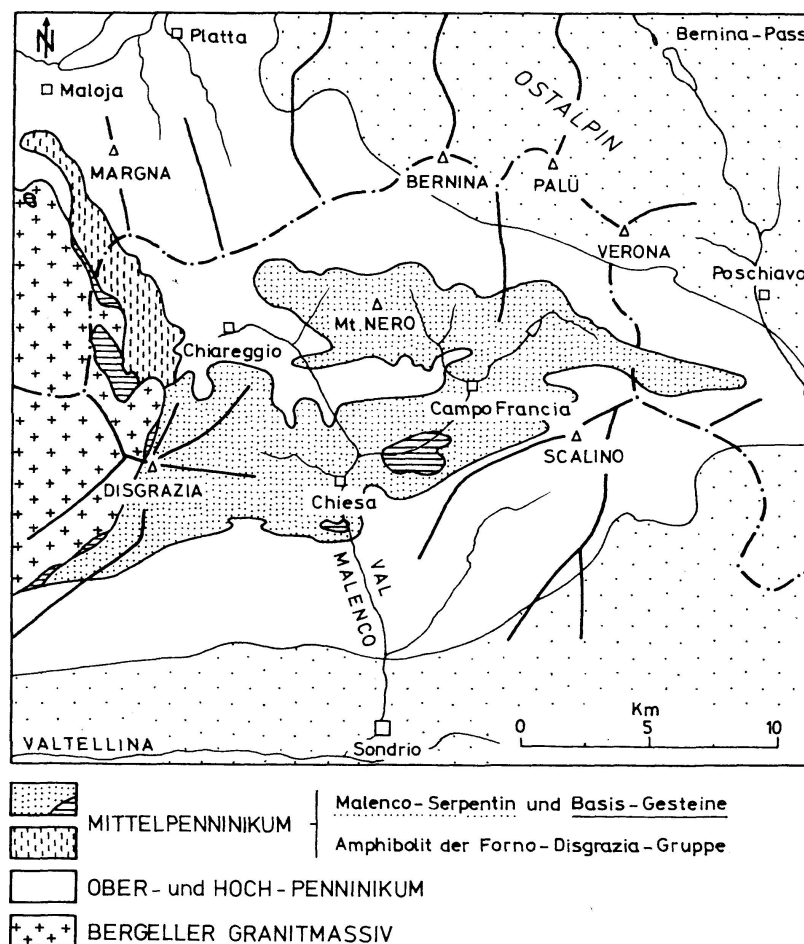 N
Platta
Bernina-Pass
Maloja
OSTALPIN
MARGNA
BERNINA
PALÜ
VERONA
Poschiavo
Mt. NERO
Chiareggio
Campo Francia
SCALINO
DISGRAZIA
Chiesa
VAL
MALENCO
Km
0 5 10
VALTELLINA
Sondrio
MITTELPENNINIKUM
Malenco-Serpentin und Basis-Gesteine
Amphibolit der Forno-Disgrazia-Gruppe
OBER- und HOCH-PENNINIKUM
BERGELLER GRANITMASSIV